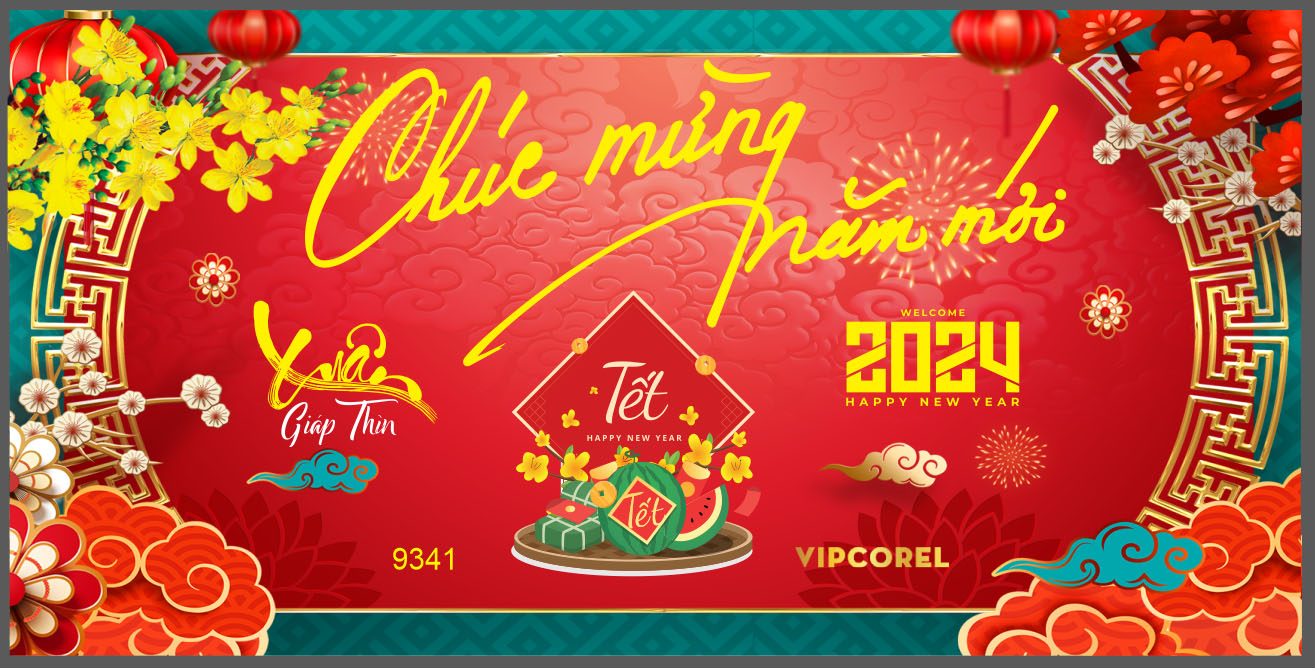 Chúc mừng
năm mới
Xuân
Giáp Thìn
Tết
HAPPY NEW YEAR
Tết
WELCOME
2024
HAPPY NEW YEAR
9341
VIPCOREL